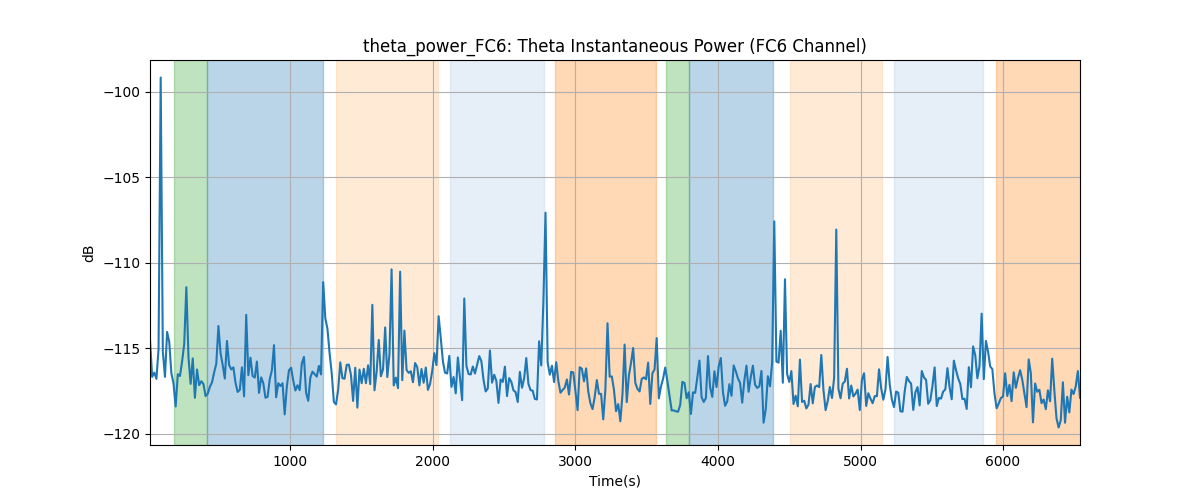 theta_power_FC6: Theta Instantaneous Power (FC6 Channel)
−100
−105
−110
−115
−120
dB
1000 2000 3000 4000 5000 6000
Time(s)